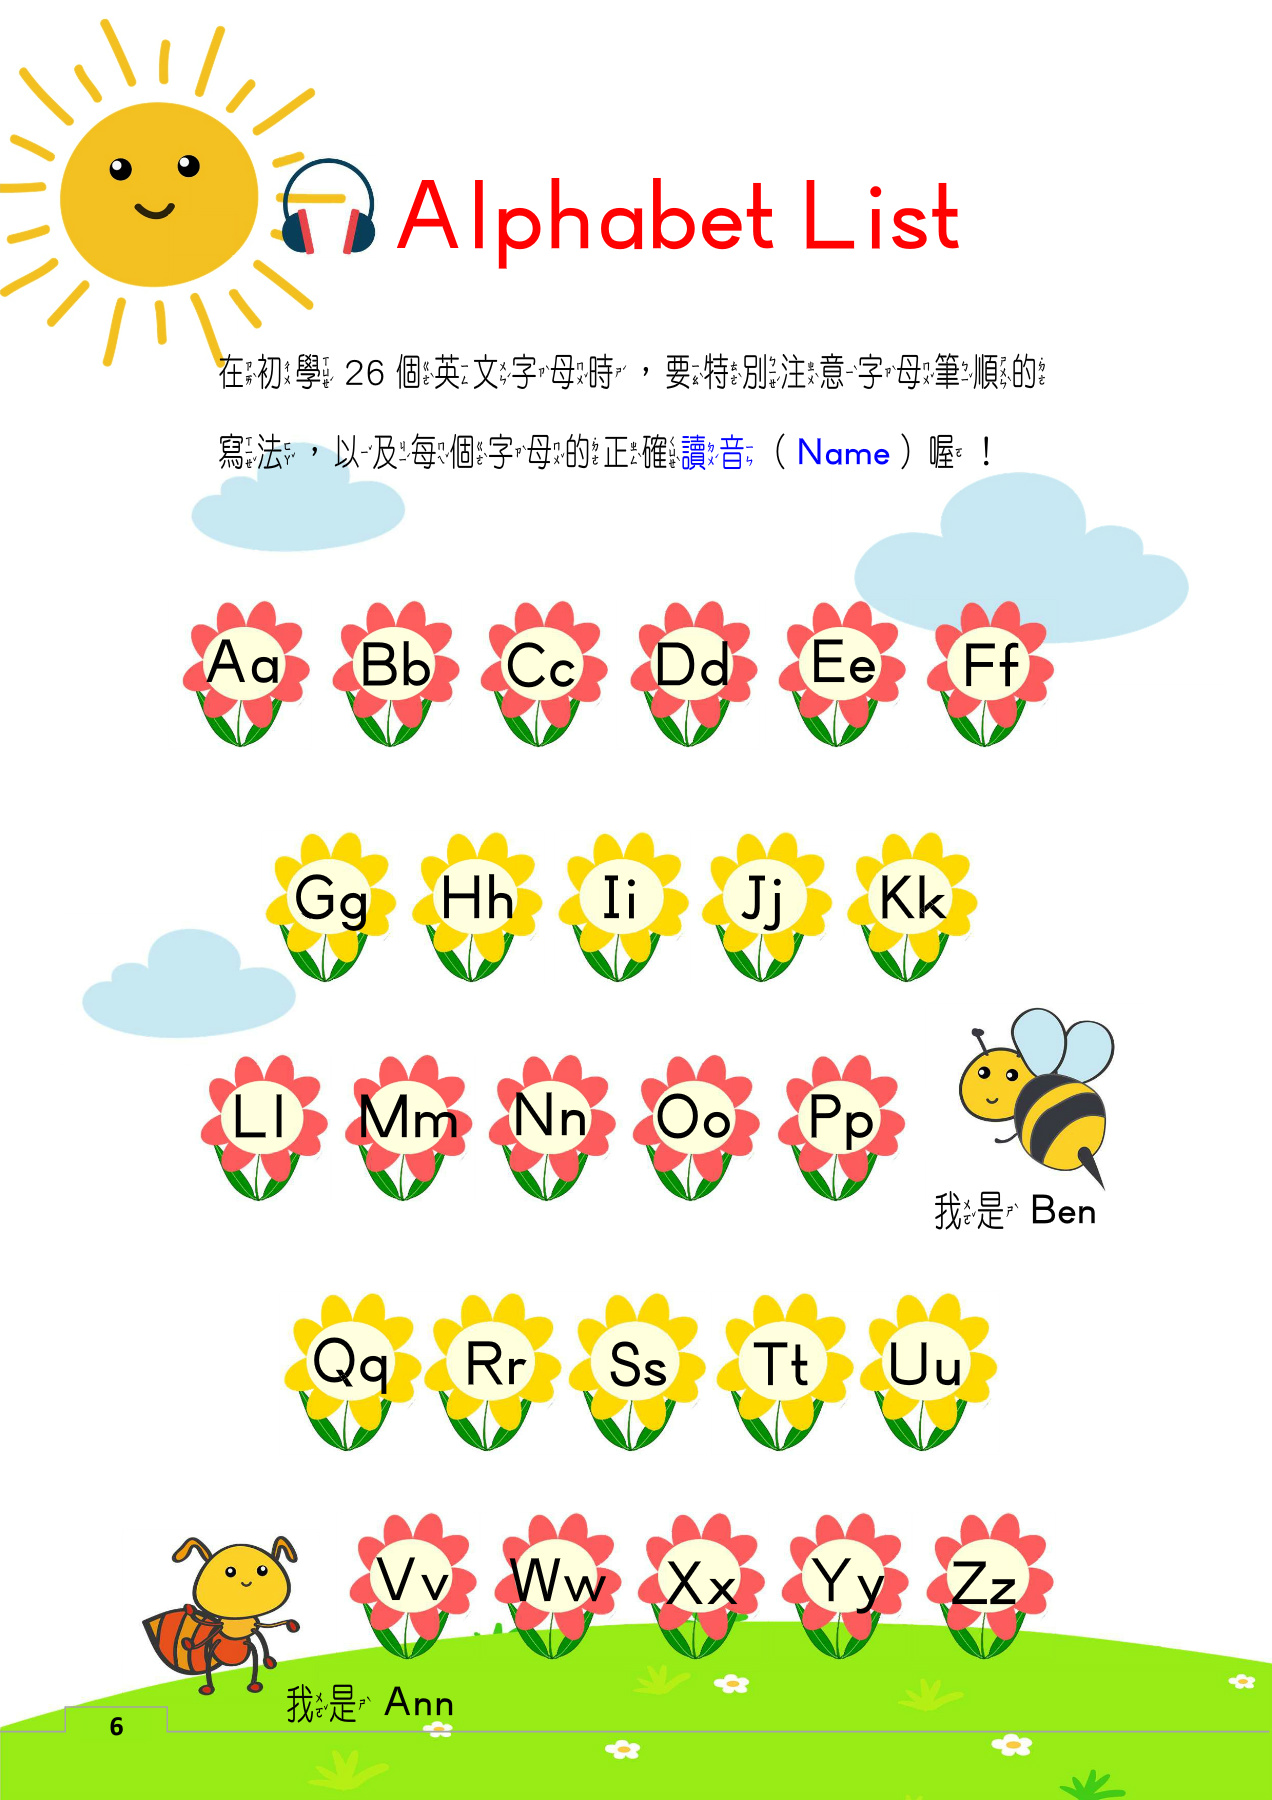 Alphabet List
在初學 26 個英文字母時，要特別注意字母筆順的
寫法，以及每個字母的正確讀音（Name）喔！
Aa Bb Cc Dd Ee Ff
Gg Hh Ii Jj Kk
Ll Mm Nn Oo Pp
我是 Ben
Qq Rr Ss Tt Uu
Vv Ww Xx Yy Zz
我是 Ann
6